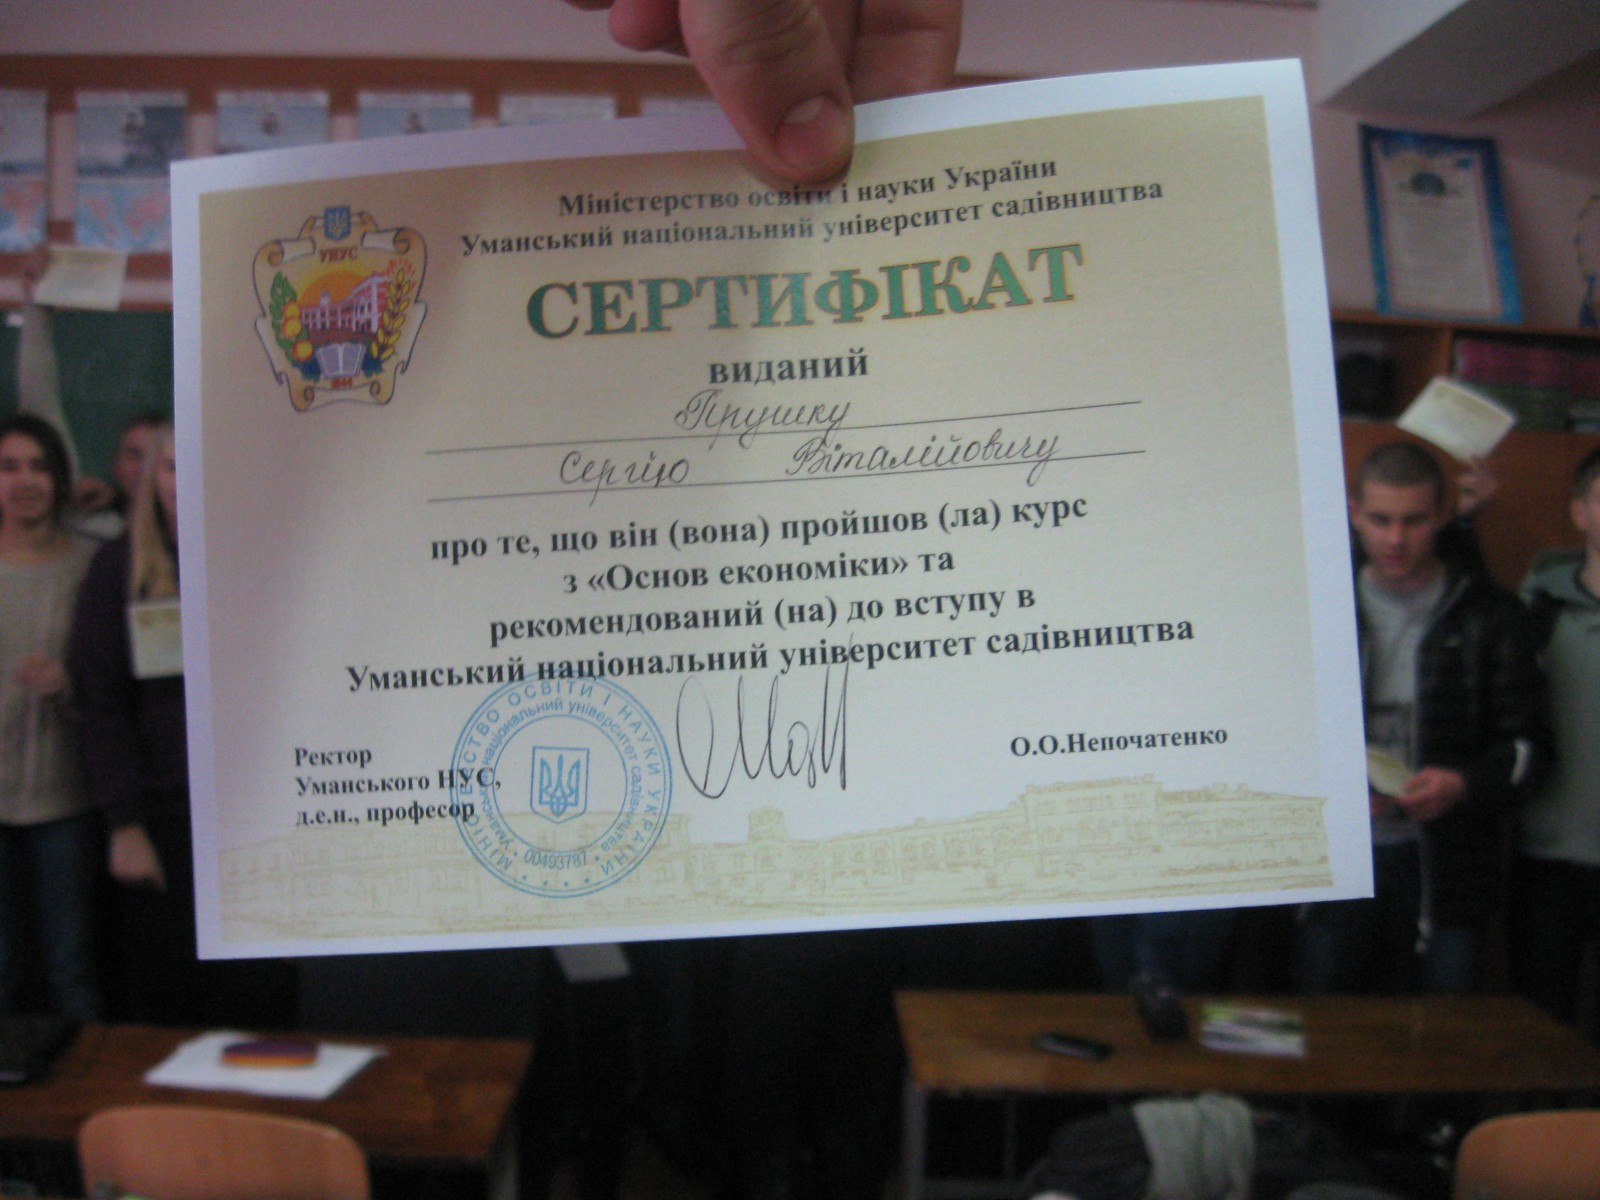 Міністерство освіти і науки України
Уманський національний університет садівництва
УНУС
СЕРТИФІКАТ
виданий
Прушку
Сергію Віталійовичу
про те, що він (вона) пройшов (ла) курс
з «Основ економіки» та
рекомендований (на) до вступу в
Уманський національний університет садівництва
Ректор
Уманського НУС,
д.е.н., професор
О.О.Непочатенко
МІНІСТЕРСТВО ОСВІТИ І НАУКИ УКРАЇНИ
Уманський національний університет садівництва
00493787